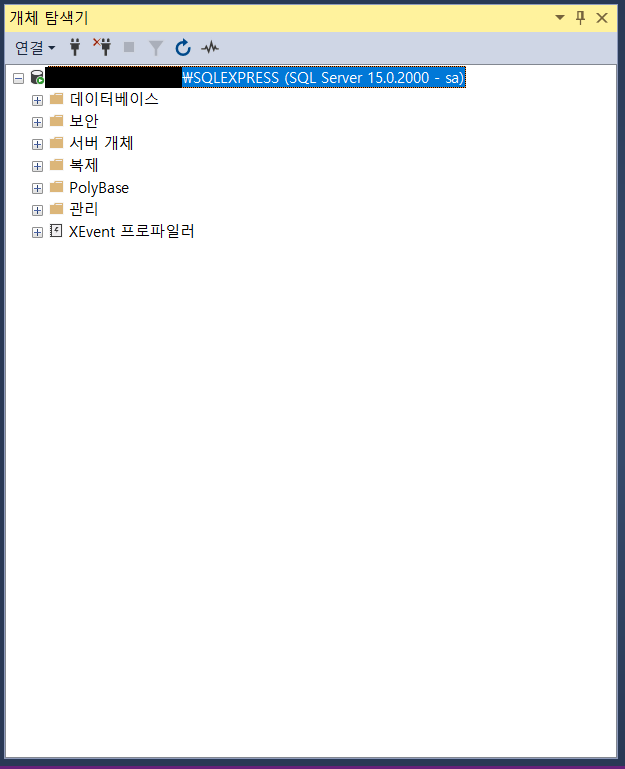 개체 탐색기
연결
₩SQLEXPRESS (SQL Server 15.0.2000 - sa)
데이터베이스
보안
서버 개체
복제
PolyBase
관리
XEvent 프로파일러